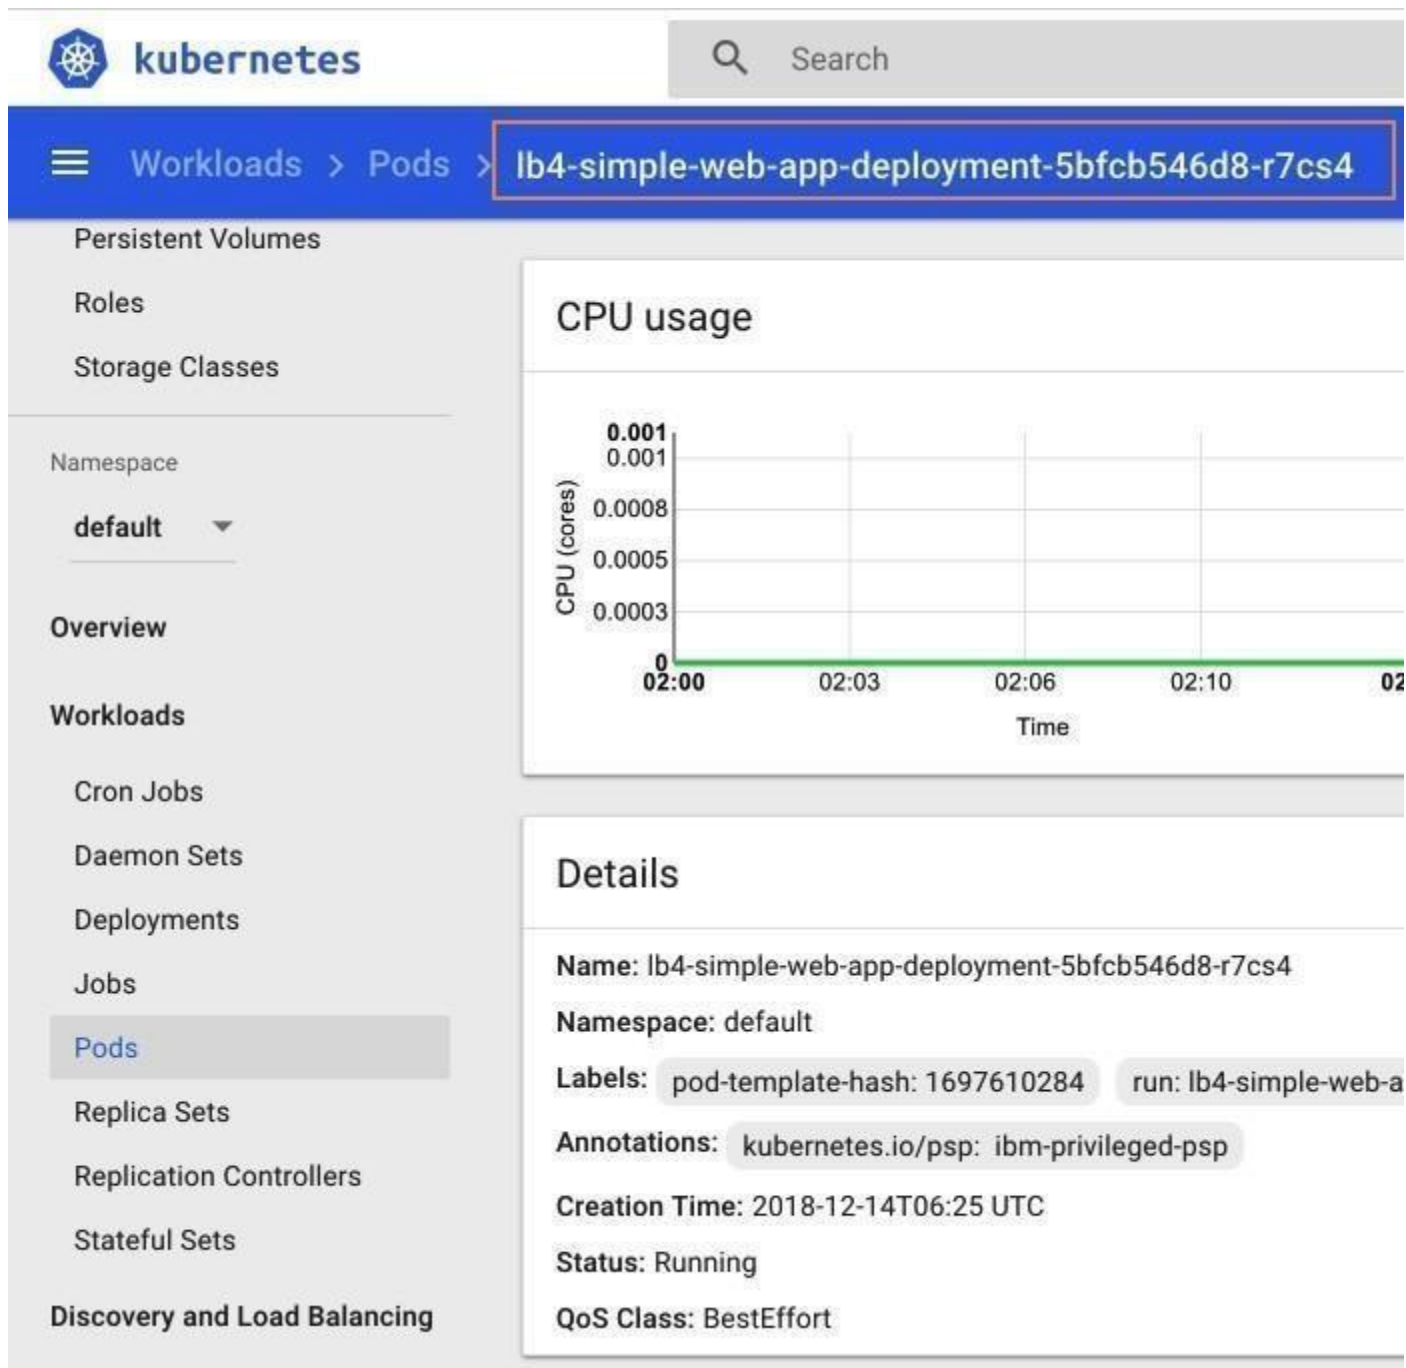 kubernetes
Search
Workloads > Pods > lb4-simple-web-app-deployment-5bfcb546d8-r7cs4
Persistent Volumes
Roles
Storage Classes
Namespace
default
Overview
Workloads
Cron Jobs
Daemon Sets
Deployments
Jobs
Pods
Replica Sets
Replication Controllers
Stateful Sets
Discovery and Load Balancing
CPU usage
CPU (cores)
0.001
0.001
0.0008
0.0005
0.0003
0
02:00 02:03 02:06 02:10 02
Time
Details
Name: lb4-simple-web-app-deployment-5bfcb546d8-r7cs4
Namespace: default
Labels: pod-template-hash: 1697610284 run: lb4-simple-web-a
Annotations: kubernetes.io/psp: ibm-privileged-psp
Creation Time: 2018-12-14T06:25 UTC
Status: Running
QoS Class: BestEffort